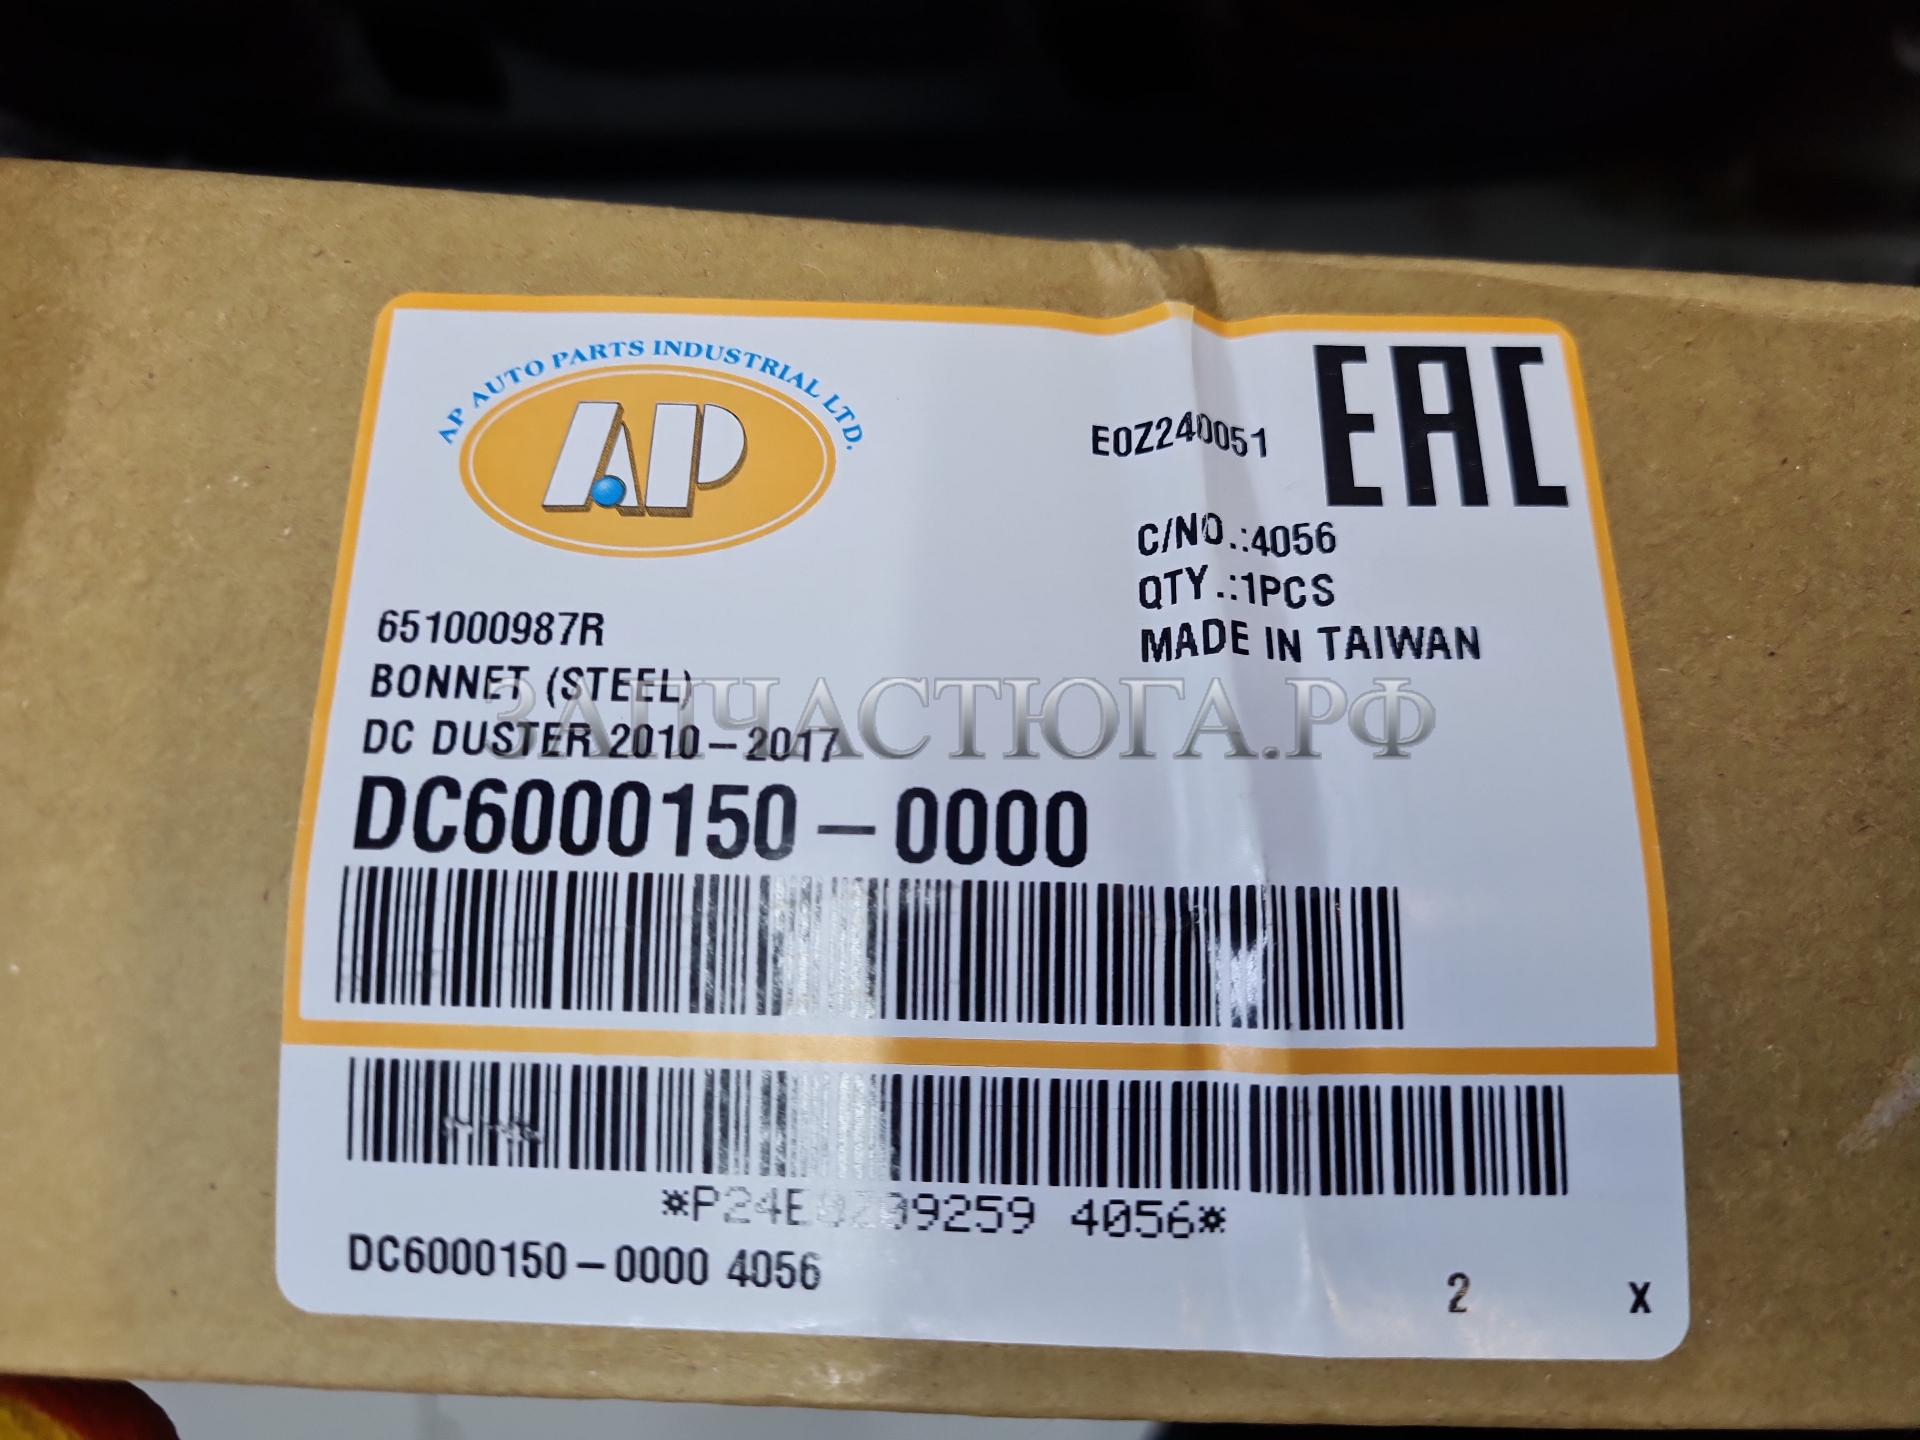 AP AUTO PARTS INDUSTRIAL LTD.
AP
E0Z240051
EAC
C/NO.:4056
QTY.:1PCS
MADE IN TAIWAN
651000987R
BONNET (STEEL)
ЗАПЧАСТЮГА.РФ
DC DUSTER 2010-2017
DC6000150-0000
*P24E0Z09259 4056*
DC6000150-0000 4056
2 X